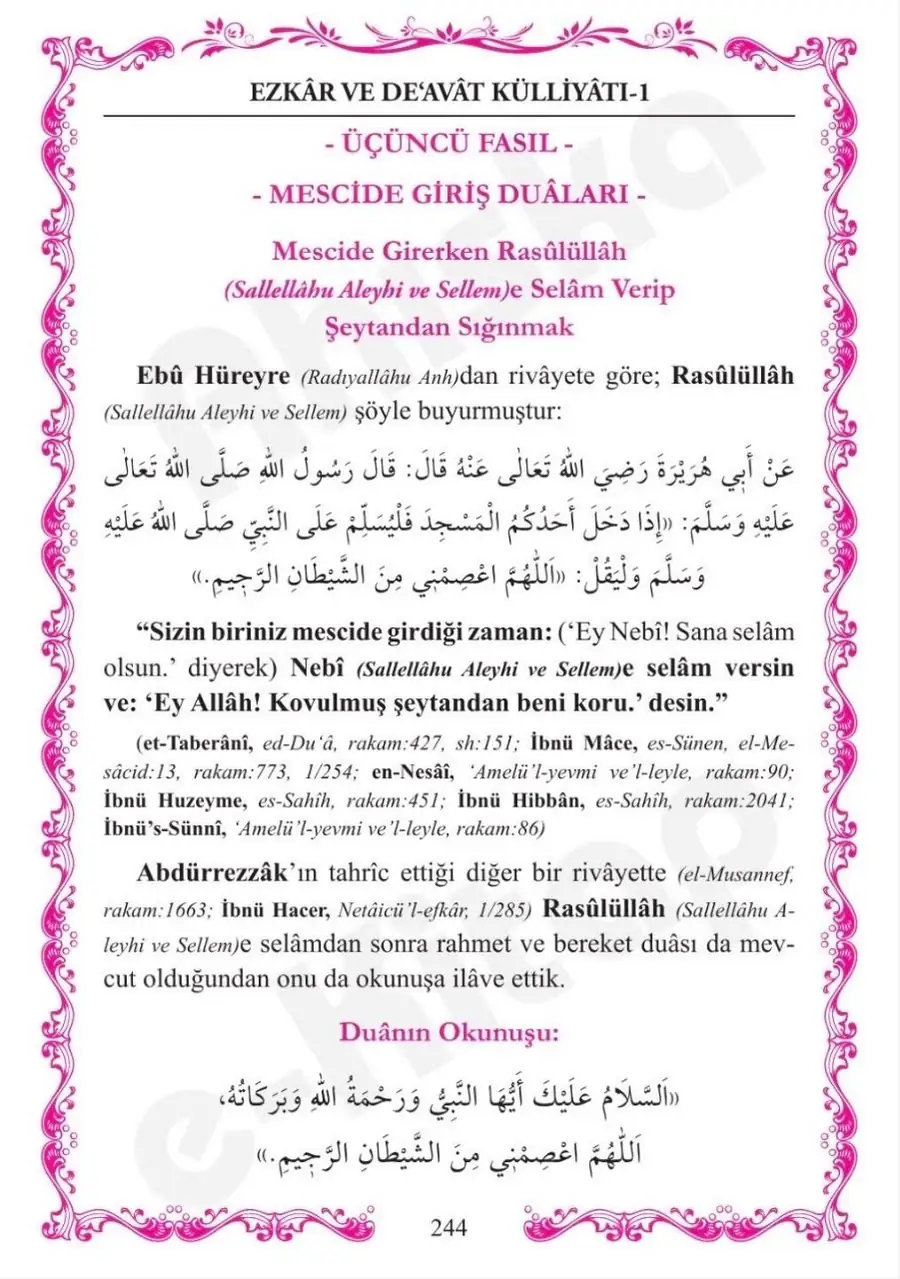 EZKÂR VE DE‘AVÂT KÜLLİYÂTI-1
- ÜÇÜNCÜ FASIL -
- MESCİDE GİRİŞ DUÂLARI -
Mescide Girerken Rasûlüllâh
(Sallellâhu Aleyhi ve Sellem)e Selâm Verip
Şeytandan Sığınmak
Ebû Hüreyre (Radıyallâhu Anh)dan rivâyete göre; Rasûlüllâh
(Sallellâhu Aleyhi ve Sellem) şöyle buyurmuştur:
عَنْ أَبِي هُرَيْرَةَ رَضِيَ اللهُ تَعَالٰى عَنْهُ قَالَ: قَالَ رَسُولُ اللهِ صَلَّى اللهُ تَعَالٰى
عَلَيْهِ وَسَلَّمَ: «إِذَا دَخَلَ أَحَدُكُمُ الْمَسْجِدَ فَلْيُسَلِّمْ عَلَى النَّبِيِّ صَلَّى اللهُ عَلَيْهِ
وَسَلَّمَ وَلْيَقُلْ: «اَللّٰهُمَّ اعْصِمْنِي مِنَ الشَّيْطَانِ الرَّجِيمِ.»
“Sizin biriniz mescide girdiği zaman: (‘Ey Nebî! Sana selâm
olsun.’ diyerek) Nebî (Sallellâhu Aleyhi ve Sellem)e selâm versin
ve: ‘Ey Allâh! Kovulmuş şeytandan beni koru.’ desin.”
(et-Taberânî, ed-Du‘â, rakam:427, sh:151; İbnü Mâce, es-Sünen, el-Me-
sâcid:13, rakam:773, 1/254; en-Nesâî, ‘Amelü’l-yevmi ve’l-leyle, rakam:90;
İbnü Huzeyme, es-Sahîh, rakam:451; İbnü Hibbân, es-Sahîh, rakam:2041;
İbnü’s-Sünnî, ‘Amelü’l-yevmi ve’l-leyle, rakam:86)
Abdürrezzâk’ın tahrîc ettiği diğer bir rivâyette (el-Musannef,
rakam:1663; İbnü Hacer, Netâicü’l-efkâr, 1/285) Rasûlüllâh (Sallellâhu A-
leyhi ve Sellem)e selâmdan sonra rahmet ve bereket duâsı da mev-
cut olduğundan onu da okunuşa ilâve ettik.
Duânın Okunuşu:
«اَلسَّلَامُ عَلَيْكَ أَيُّهَا النَّبِيُّ وَرَحْمَةُ اللهِ وَبَرَكَاتُهُ،
اَللّٰهُمَّ اعْصِمْنِي مِنَ الشَّيْطَانِ الرَّجِيمِ.»
244
Ahıska
e-Kitap